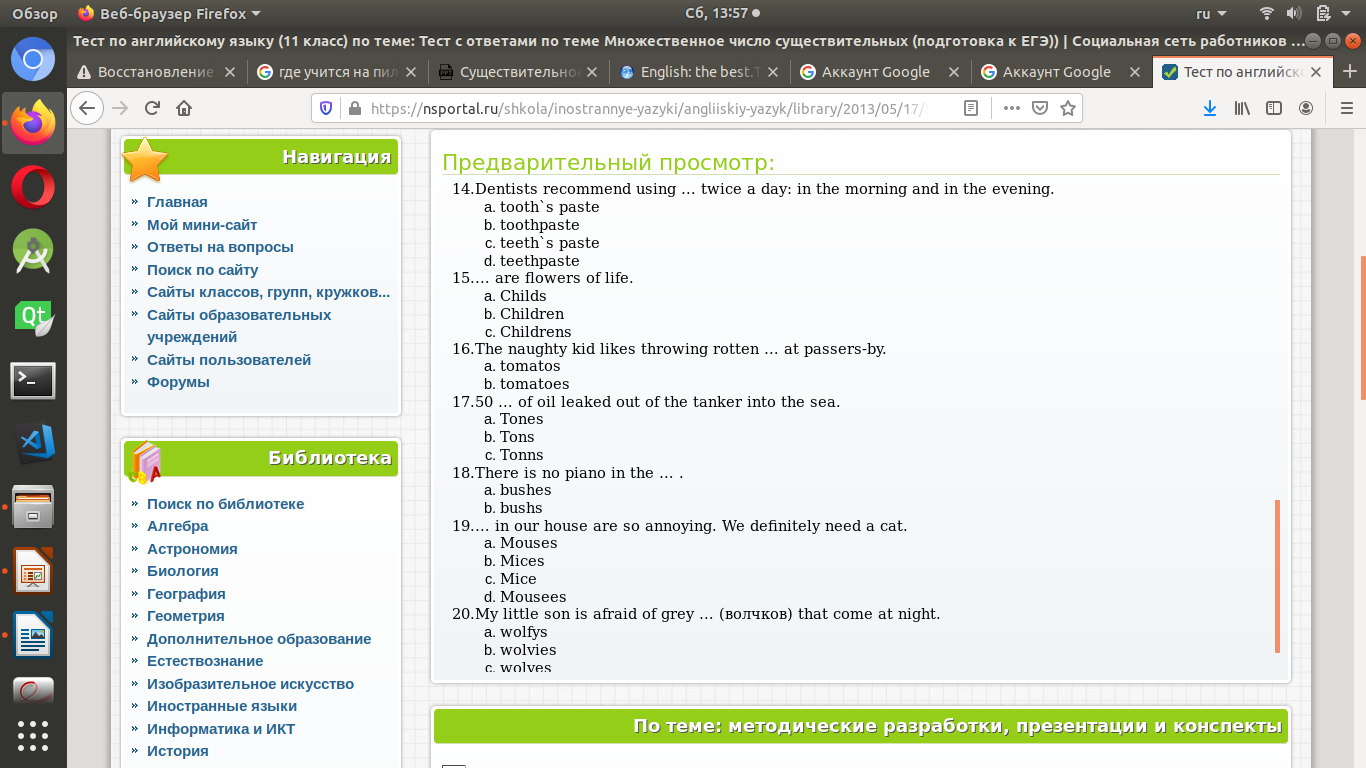 Обзор
Веб-браузер Firefox
Сб, 13:57
ru
Тест по английскому языку (11 класс) по теме: Тест с ответами по теме Множественное число существительных (подготовка к ЕГЭ)) | Социальная сеть работников ...
Восстановление
где учится на пил
Существительно
English: the best.
Аккаунт Google
Аккаунт Google
Тест по английск
https://nsportal.ru/shkola/inostrannye-yazyki/angliiskiy-yazyk/library/2013/05/17/
Навигация
Главная
Мой мини-сайт
Ответы на вопросы
Поиск по сайту
Сайты классов, групп, кружков...
Сайты образовательных
учреждений
Сайты пользователей
Форумы
Библиотека
Поиск по библиотеке
Алгебра
Астрономия
Биология
География
Геометрия
Дополнительное образование
Естествознание
Изобразительное искусство
Иностранные языки
Информатика и ИКТ
История
Предварительный просмотр:
14.Dentists recommend using … twice a day: in the morning and in the evening.
a. tooth`s paste
b. toothpaste
c. teeth`s paste
d. teethpaste
15.… are flowers of life.
a. Childs
b. Children
c. Childrens
16.The naughty kid likes throwing rotten … at passers-by.
a. tomatos
b. tomatoes
17.50 … of oil leaked out of the tanker into the sea.
a. Tones
b. Tons
c. Tonns
18.There is no piano in the … .
a. bushes
b. bushs
19.… in our house are so annoying. We definitely need a cat.
a. Mouses
b. Mices
c. Mice
d. Mousees
20.My little son is afraid of grey … (волчков) that come at night.
a. wolfys
b. wolvies
c. wolves
По теме: методические разработки, презентации и конспекты